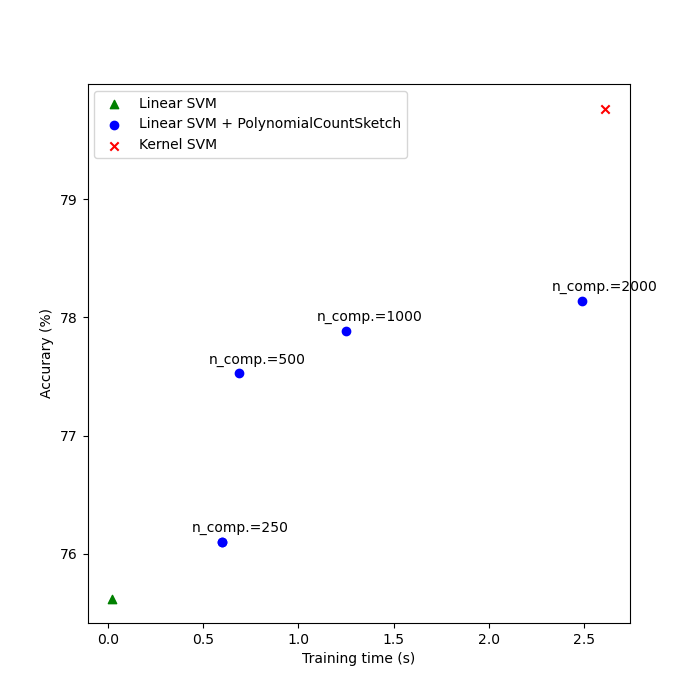 Linear SVM
Linear SVM + PolynomialCountSketch
Kernel SVM
79
n_comp.=2000
78
n_comp.=1000
n_comp.=500
Accurary (%)
77
n_comp.=250
76
0.0 0.5 1.0 1.5 2.0 2.5
Training time (s)